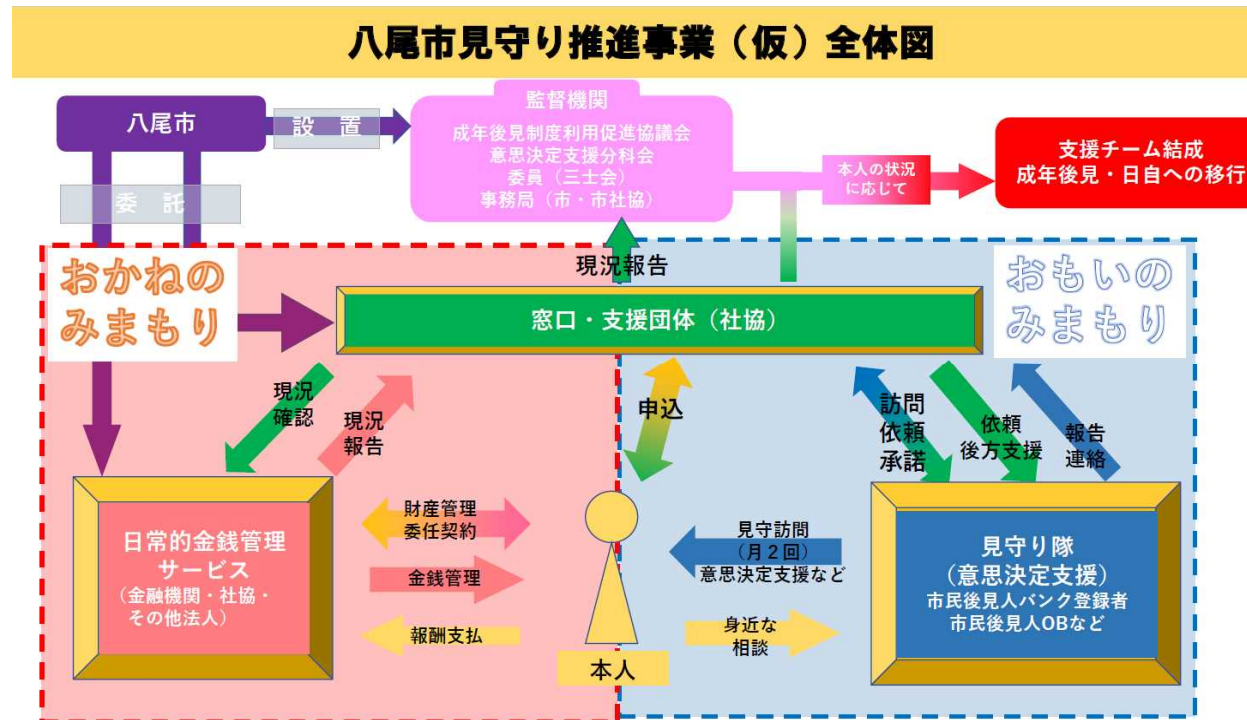 八尾市見守り推進事業（仮）全体図
八尾市
設　置
委　託
監督機関
成年後見制度利用促進協議会
意思決定支援分科会
委員（三士会）
事務局（市・市社協）
本人の状況
に応じて
支援チーム結成
成年後見・日自への移行
おかねの
みまもり
現況報告
おもいの
みまもり
窓口・支援団体（社協）
現況
確認
現況
報告
申込
訪問
依頼
承諾
依頼
後方支援
報告
連絡
日常的金銭管理
サービス
（金融機関・社協・
その他法人）
財産管理
委任契約
金銭管理
報酬支払
本人
見守訪問
（月２回）
意思決定支援など
身近な
相談
見守り隊
（意思決定支援）
市民後見人バンク登録者
市民後見人OBなど